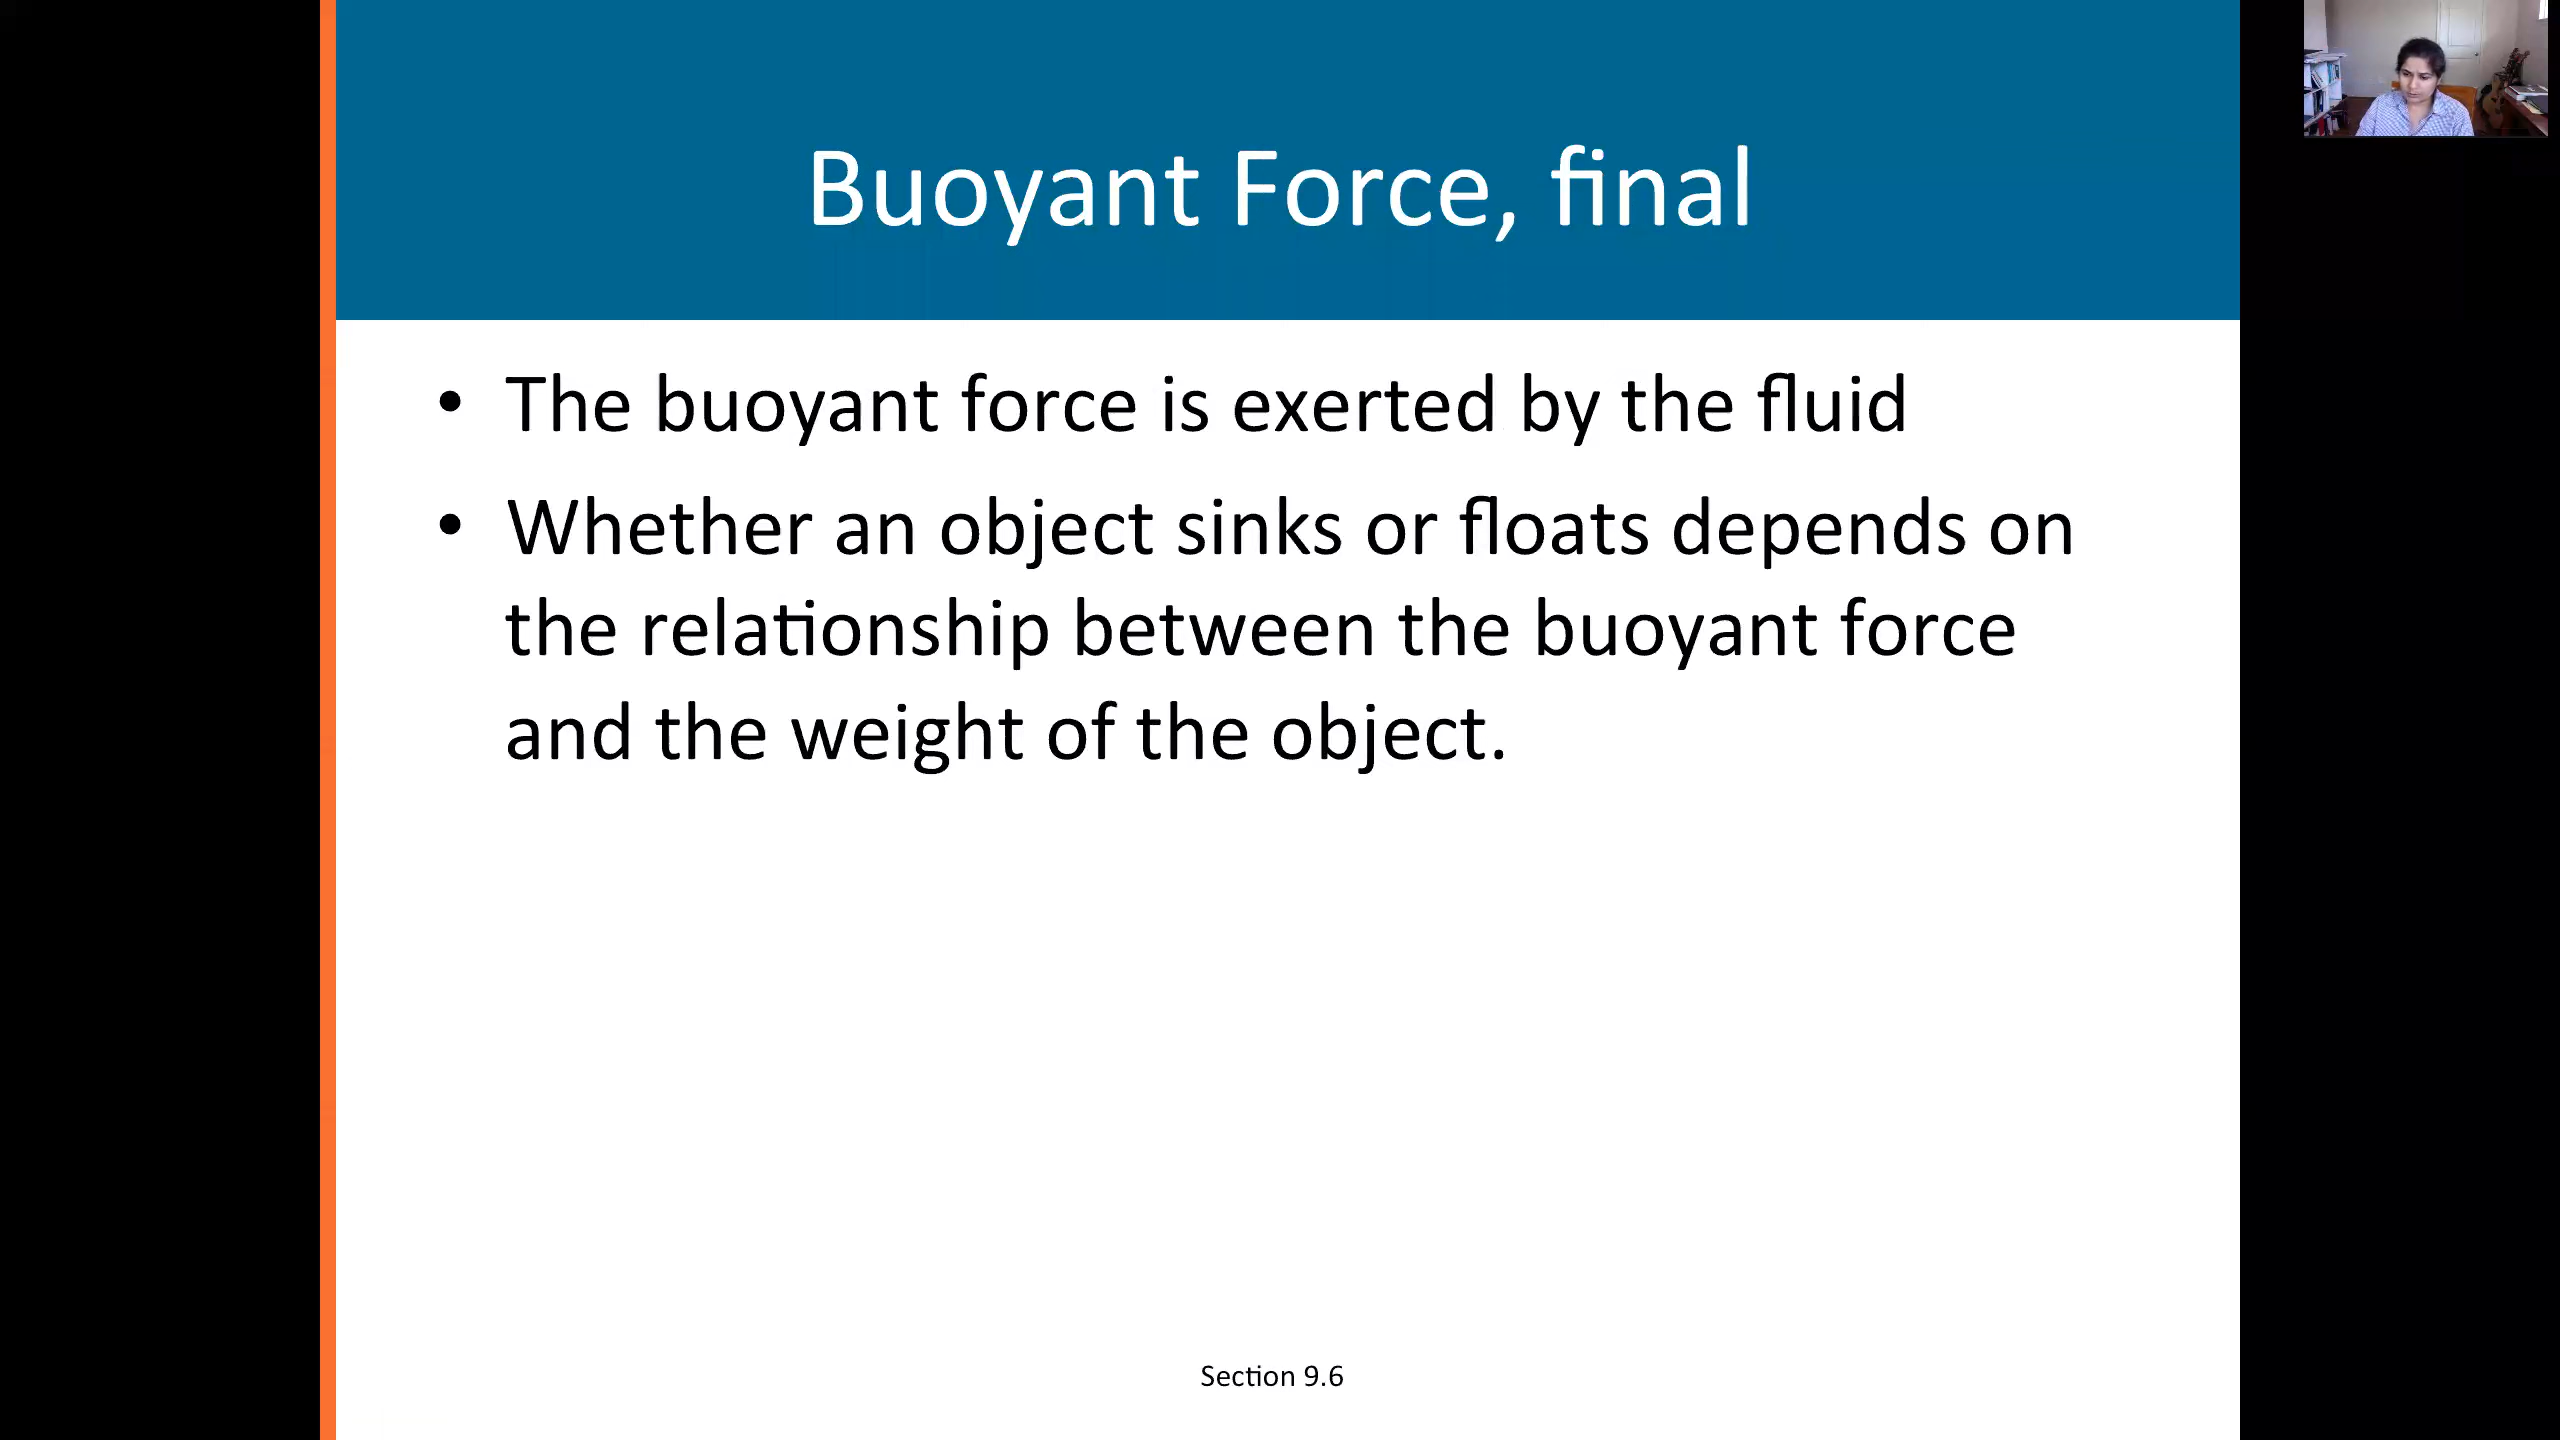 Buoyant Force, final
• The buoyant force is exerted by the fluid
• Whether an object sinks or floats depends on
the relationship between the buoyant force
and the weight of the object.
Section 9.6